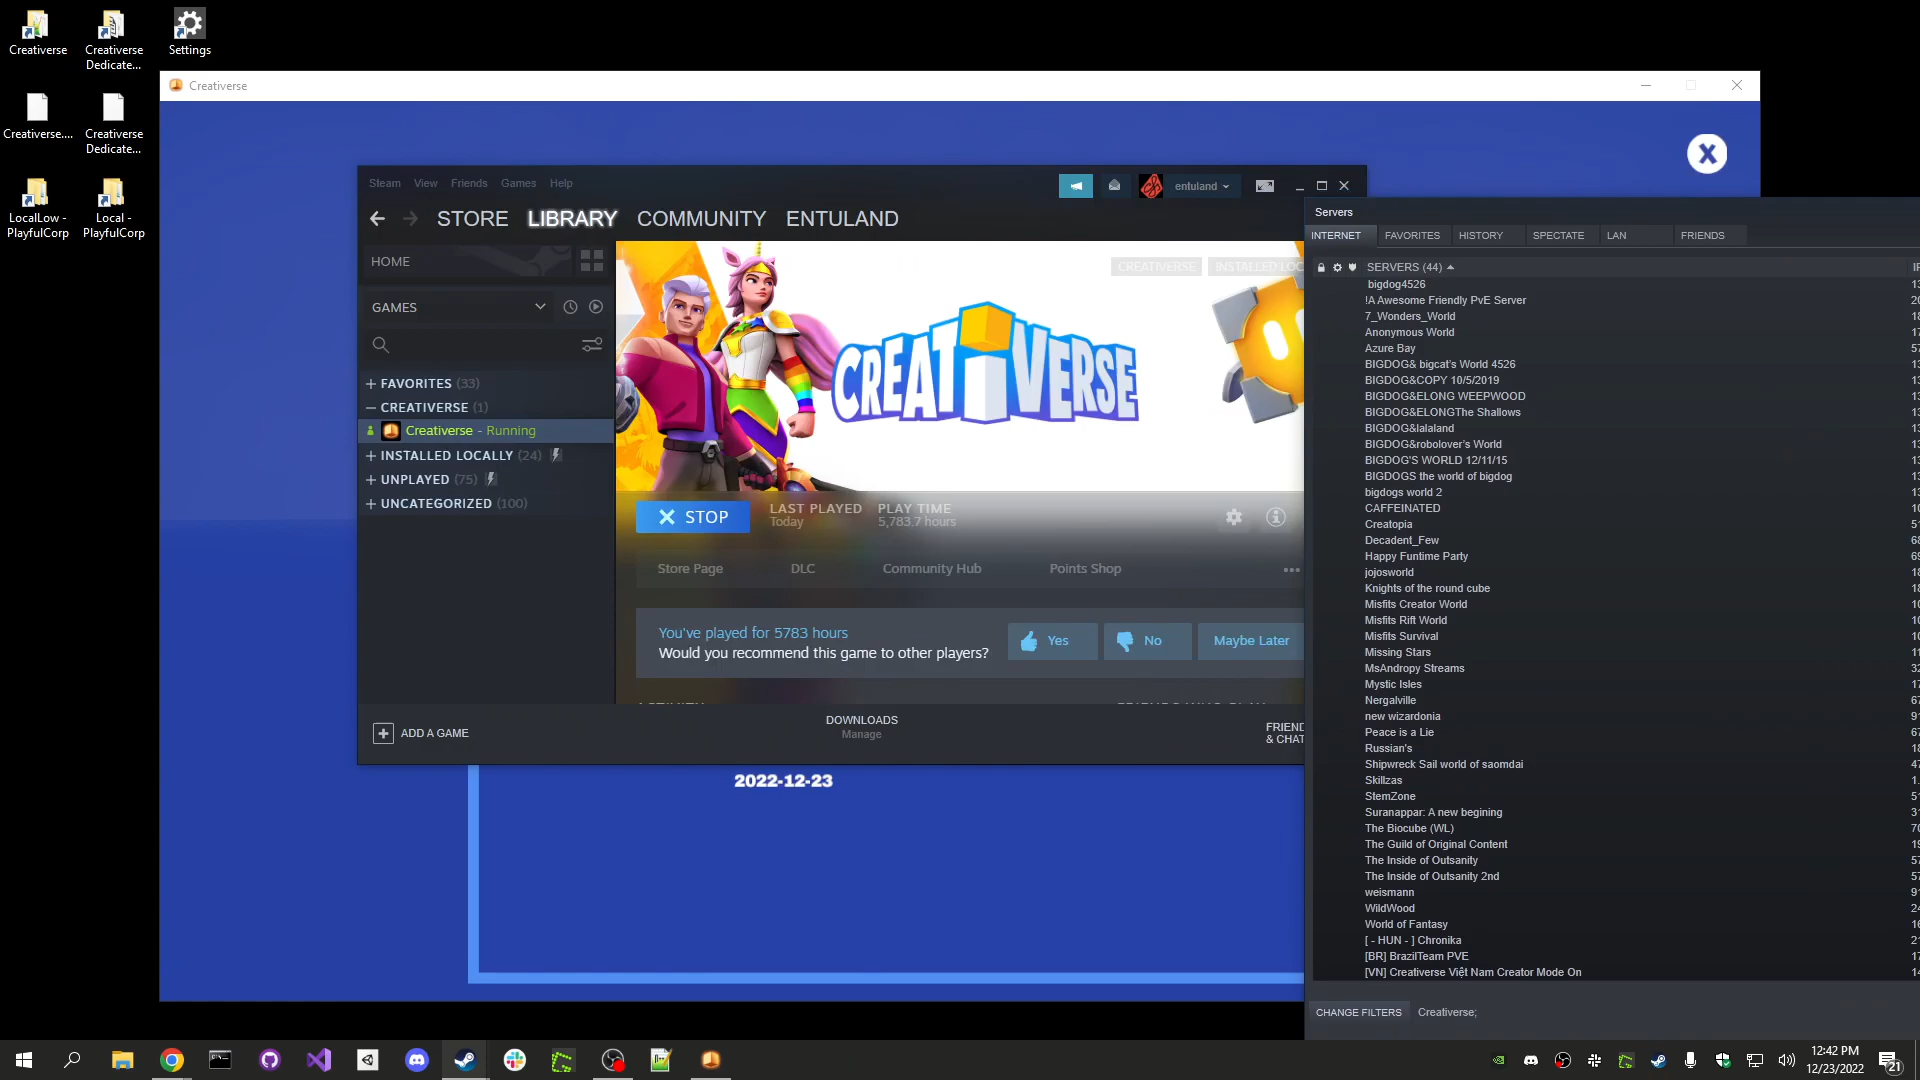 Creativerse
Creativerse
Dedicate...
Settings
Creativerse....
Creativerse
Dedicate...
LocalLow -
PlayfulCorp
Local -
PlayfulCorp
Creativerse
X
Steam View Friends Games Help
entuland
STORE LIBRARY COMMUNITY ENTULAND
HOME
GAMES
+ FAVORITES (33)
— CREATIVERSE (1)
Creativerse - Running
+ INSTALLED LOCALLY (24)
+ UNPLAYED (75)
+ UNCATEGORIZED (100)
CREATIVERSE INSTALLED LOC
CREATIVERSE
STOP
LAST PLAYED
Today
PLAY TIME
5,783.7 hours
Store Page DLC Community Hub Points Shop
You've played for 5783 hours
Would you recommend this game to other players?
Yes No Maybe Later
ADD A GAME
DOWNLOADS
Manage
FRIEND
& CHAT
2022-12-23
Servers
INTERNET FAVORITES HISTORY SPECTATE LAN FRIENDS
SERVERS (44)
bigdog4526
!A Awesome Friendly PvE Server
7_Wonders_World
Anonymous World
Azure Bay
BIGDOG& bigcat's World 4526
BIGDOG&COPY 10/5/2019
BIGDOG&ELONG WEEPWOOD
BIGDOG&ELONGThe Shallows
BIGDOG&lalaland
BIGDOG&robolover's World
BIGDOG'S WORLD 12/11/15
BIGDOGS the world of bigdog
bigdogs world 2
CAFFEINATED
Creatopia
Decadent_Few
Happy Funtime Party
jojosworld
Knights of the round cube
Misfits Creator World
Misfits Rift World
Misfits Survival
Missing Stars
MsAndropy Streams
Mystic Isles
Nergalville
new wizardonia
Peace is a Lie
Russian's
Shipwreck Sail world of saomdai
Skillzas
StemZone
Suranappar: A new begining
The Biocube (WL)
The Guild of Original Content
The Inside of Outsanity
The Inside of Outsanity 2nd
weismann
WildWood
World of Fantasy
[ - HUN - ] Chronika
[BR] BrazilTeam PVE
[VN] Creativerse Việt Nam Creator Mode On
CHANGE FILTERS Creativerse;
12:42 PM
12/23/2022
21